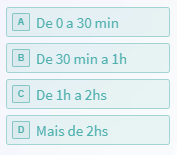 A De 0 a 30 min
B De 30 min a 1h
C De 1h a 2hs
D Mais de 2hs